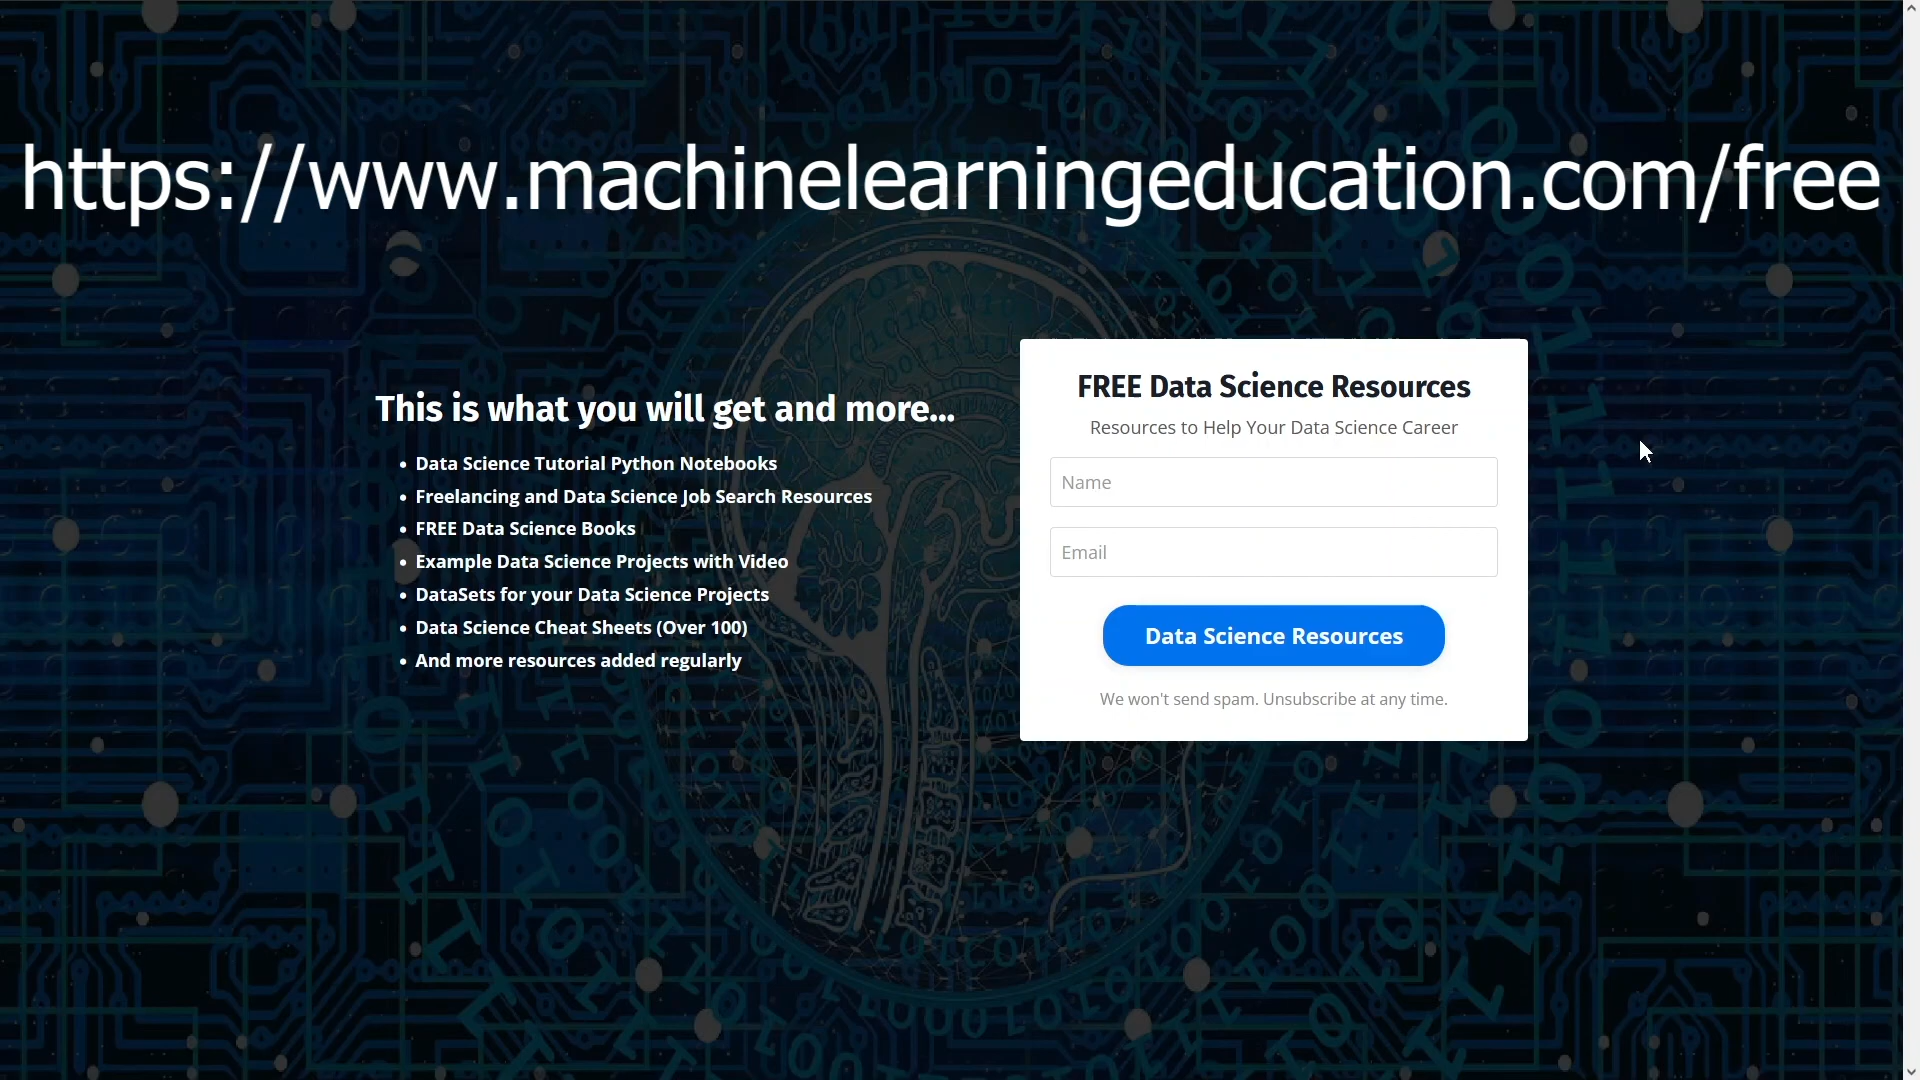 https://www.machinelearningeducation.com/free
This is what you will get and more...
• Data Science Tutorial Python Notebooks
• Freelancing and Data Science Job Search Resources
• FREE Data Science Books
• Example Data Science Projects with Video
• DataSets for your Data Science Projects
• Data Science Cheat Sheets (Over 100)
• And more resources added regularly
FREE Data Science Resources
Resources to Help Your Data Science Career
Name
Email
Data Science Resources
We won't send spam. Unsubscribe at any time.